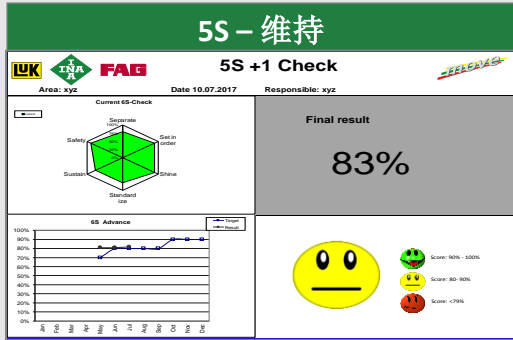 5S – 维持
LUK INA FAG
5S +1 Check
Area: xyz Date 10.07.2017 Responsible: xyz
Current 6S-Check
Separate
100%
Safety
Set in
order
Sustain
Shine
Standard
ize
Final result
83%
6S Advance
Target
Result
100%
90%
80%
70%
60%
50%
40%
30%
20%
10%
0%
Jan Feb Mar Apr May Jun Jul Aug Sep Oct Nov Dec
Score: 90% - 100%
Score: 80- 90%
Score: <79%